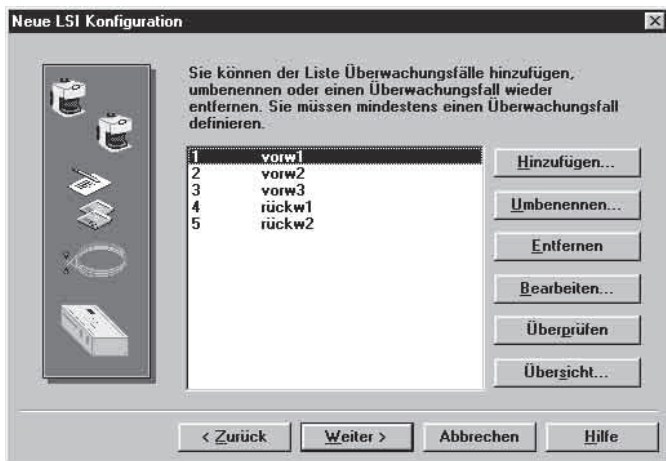 Neue LSI Konfiguration
Sie können der Liste Überwachungsfälle hinzufügen,
umbenennen oder einen Überwachungsfall wieder
entfernen. Sie müssen mindestens einen Überwachungsfall
definieren.
1 vorw1
2 vorw2
3 vorw3
4 rückw1
5 rückw2
Hinzufügen...
Umbenennen...
Entfernen
Bearbeiten...
Überprüfen
Übersicht...
< Zurück
Weiter >
Abbrechen
Hilfe